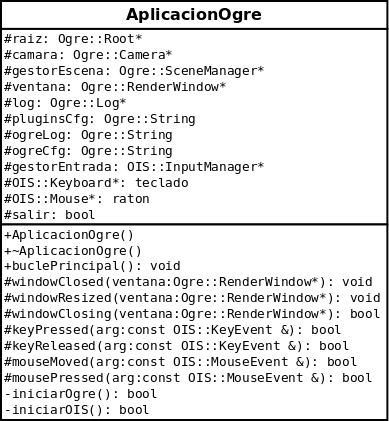 AplicacionOgre
#raiz: Ogre::Root*
#camara: Ogre::Camera*
#gestorEscena: Ogre::SceneManager*
#ventana: Ogre::RenderWindow*
#log: Ogre::Log*
#pluginsCfg: Ogre::String
#ogreLog: Ogre::String
#ogreCfg: Ogre::String
#gestorEntrada: OIS::InputManager*
#OIS::Keyboard*: teclado
#OIS::Mouse*: raton
#salir: bool
+AplicacionOgre()
+~AplicacionOgre()
+buclePrincipal(): void
#windowClosed(ventana:Ogre::RenderWindow*): void
#windowResized(ventana:Ogre::RenderWindow*): void
#windowClosing(ventana:Ogre::RenderWindow*): bool
#keyPressed(arg:const OIS::KeyEvent &): bool
#keyReleased(arg:const OIS::KeyEvent &): bool
#mouseMoved(arg:const OIS::MouseEvent &): bool
#mousePressed(arg:const OIS::MouseEvent &): bool
-iniciarOgre(): bool
-iniciarOIS(): bool